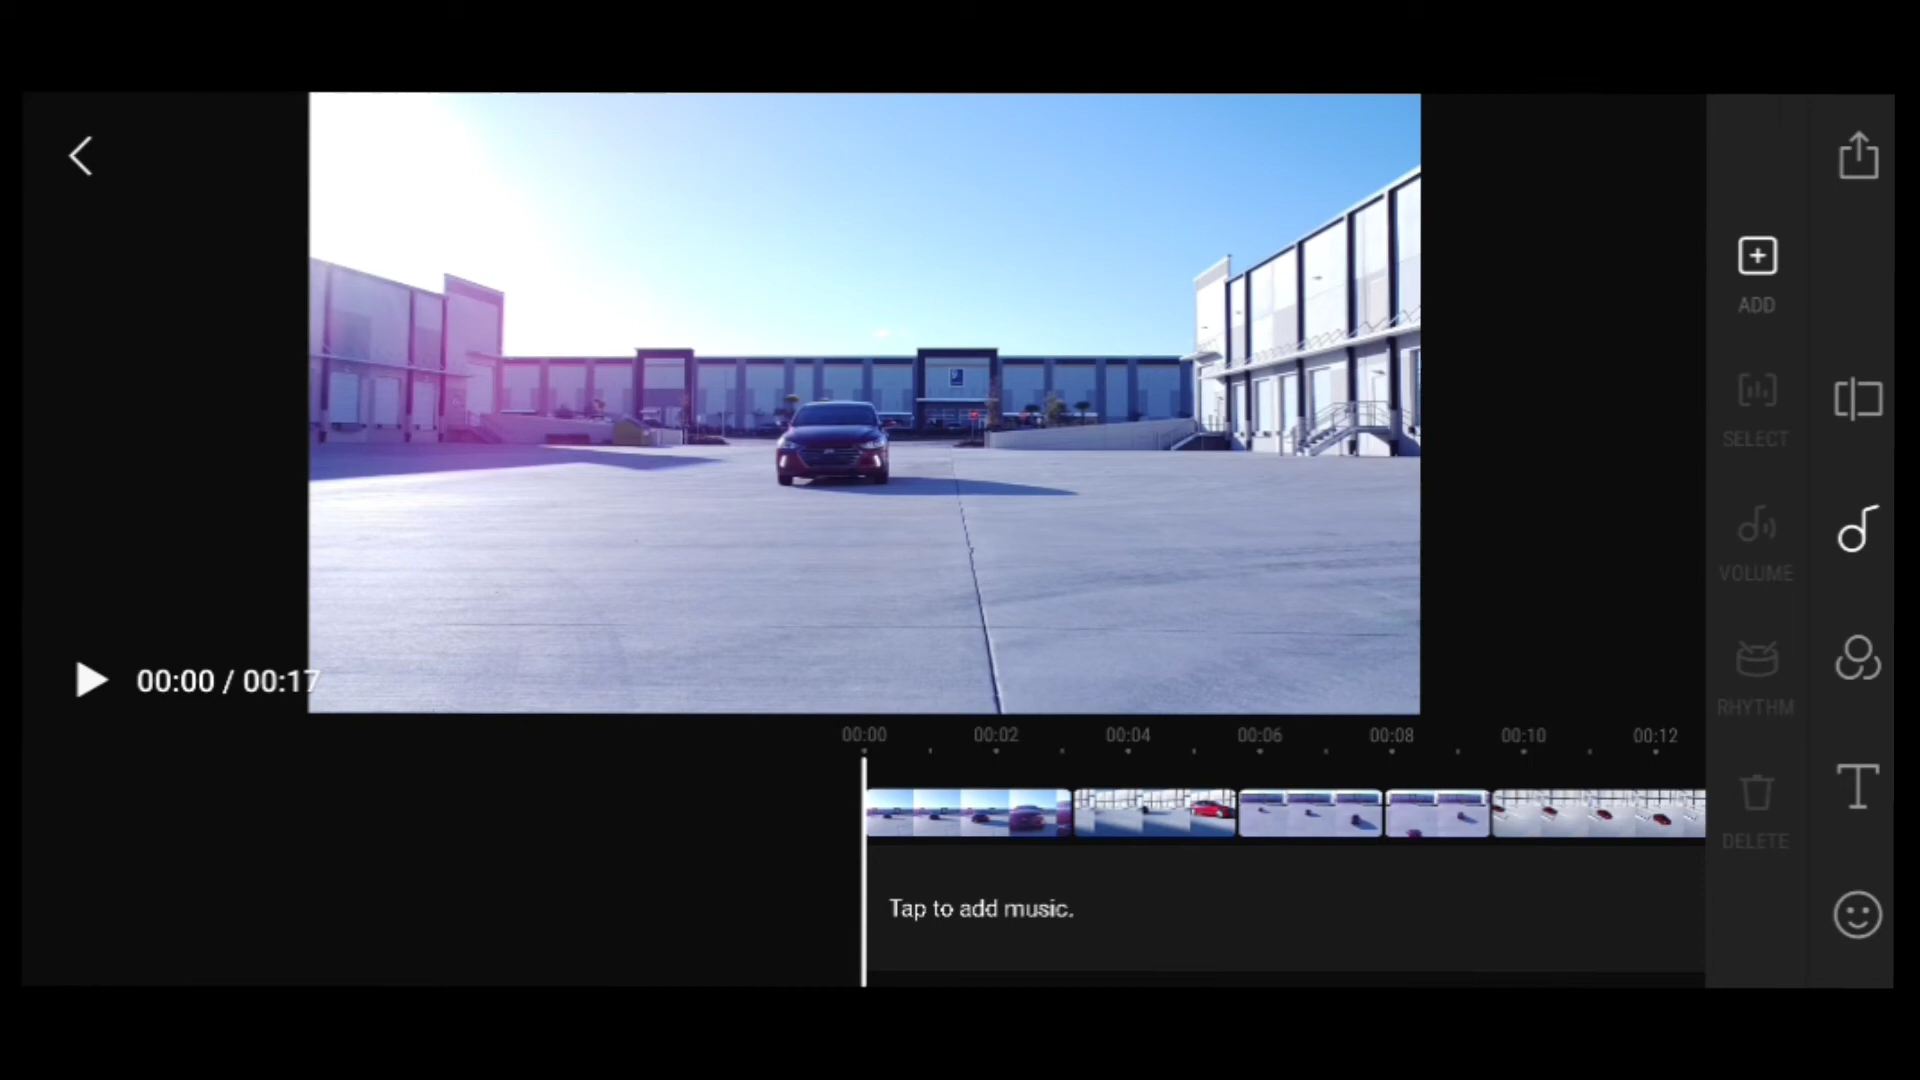 ADD
SELECT
VOLUME
RHYTHM
DELETE
00:00 / 00:17
00:00 00:02 00:04 00:06 00:08 00:10 00:12
Tap to add music.